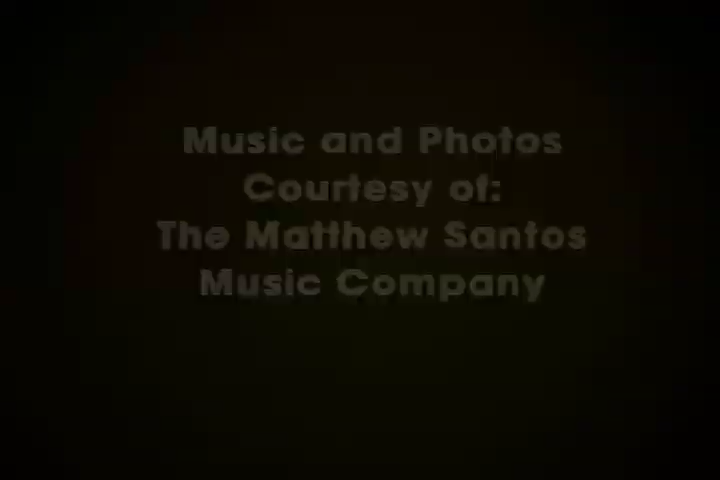 Music and Photos
Courtesy of:
The Matthew Santos
Music Company